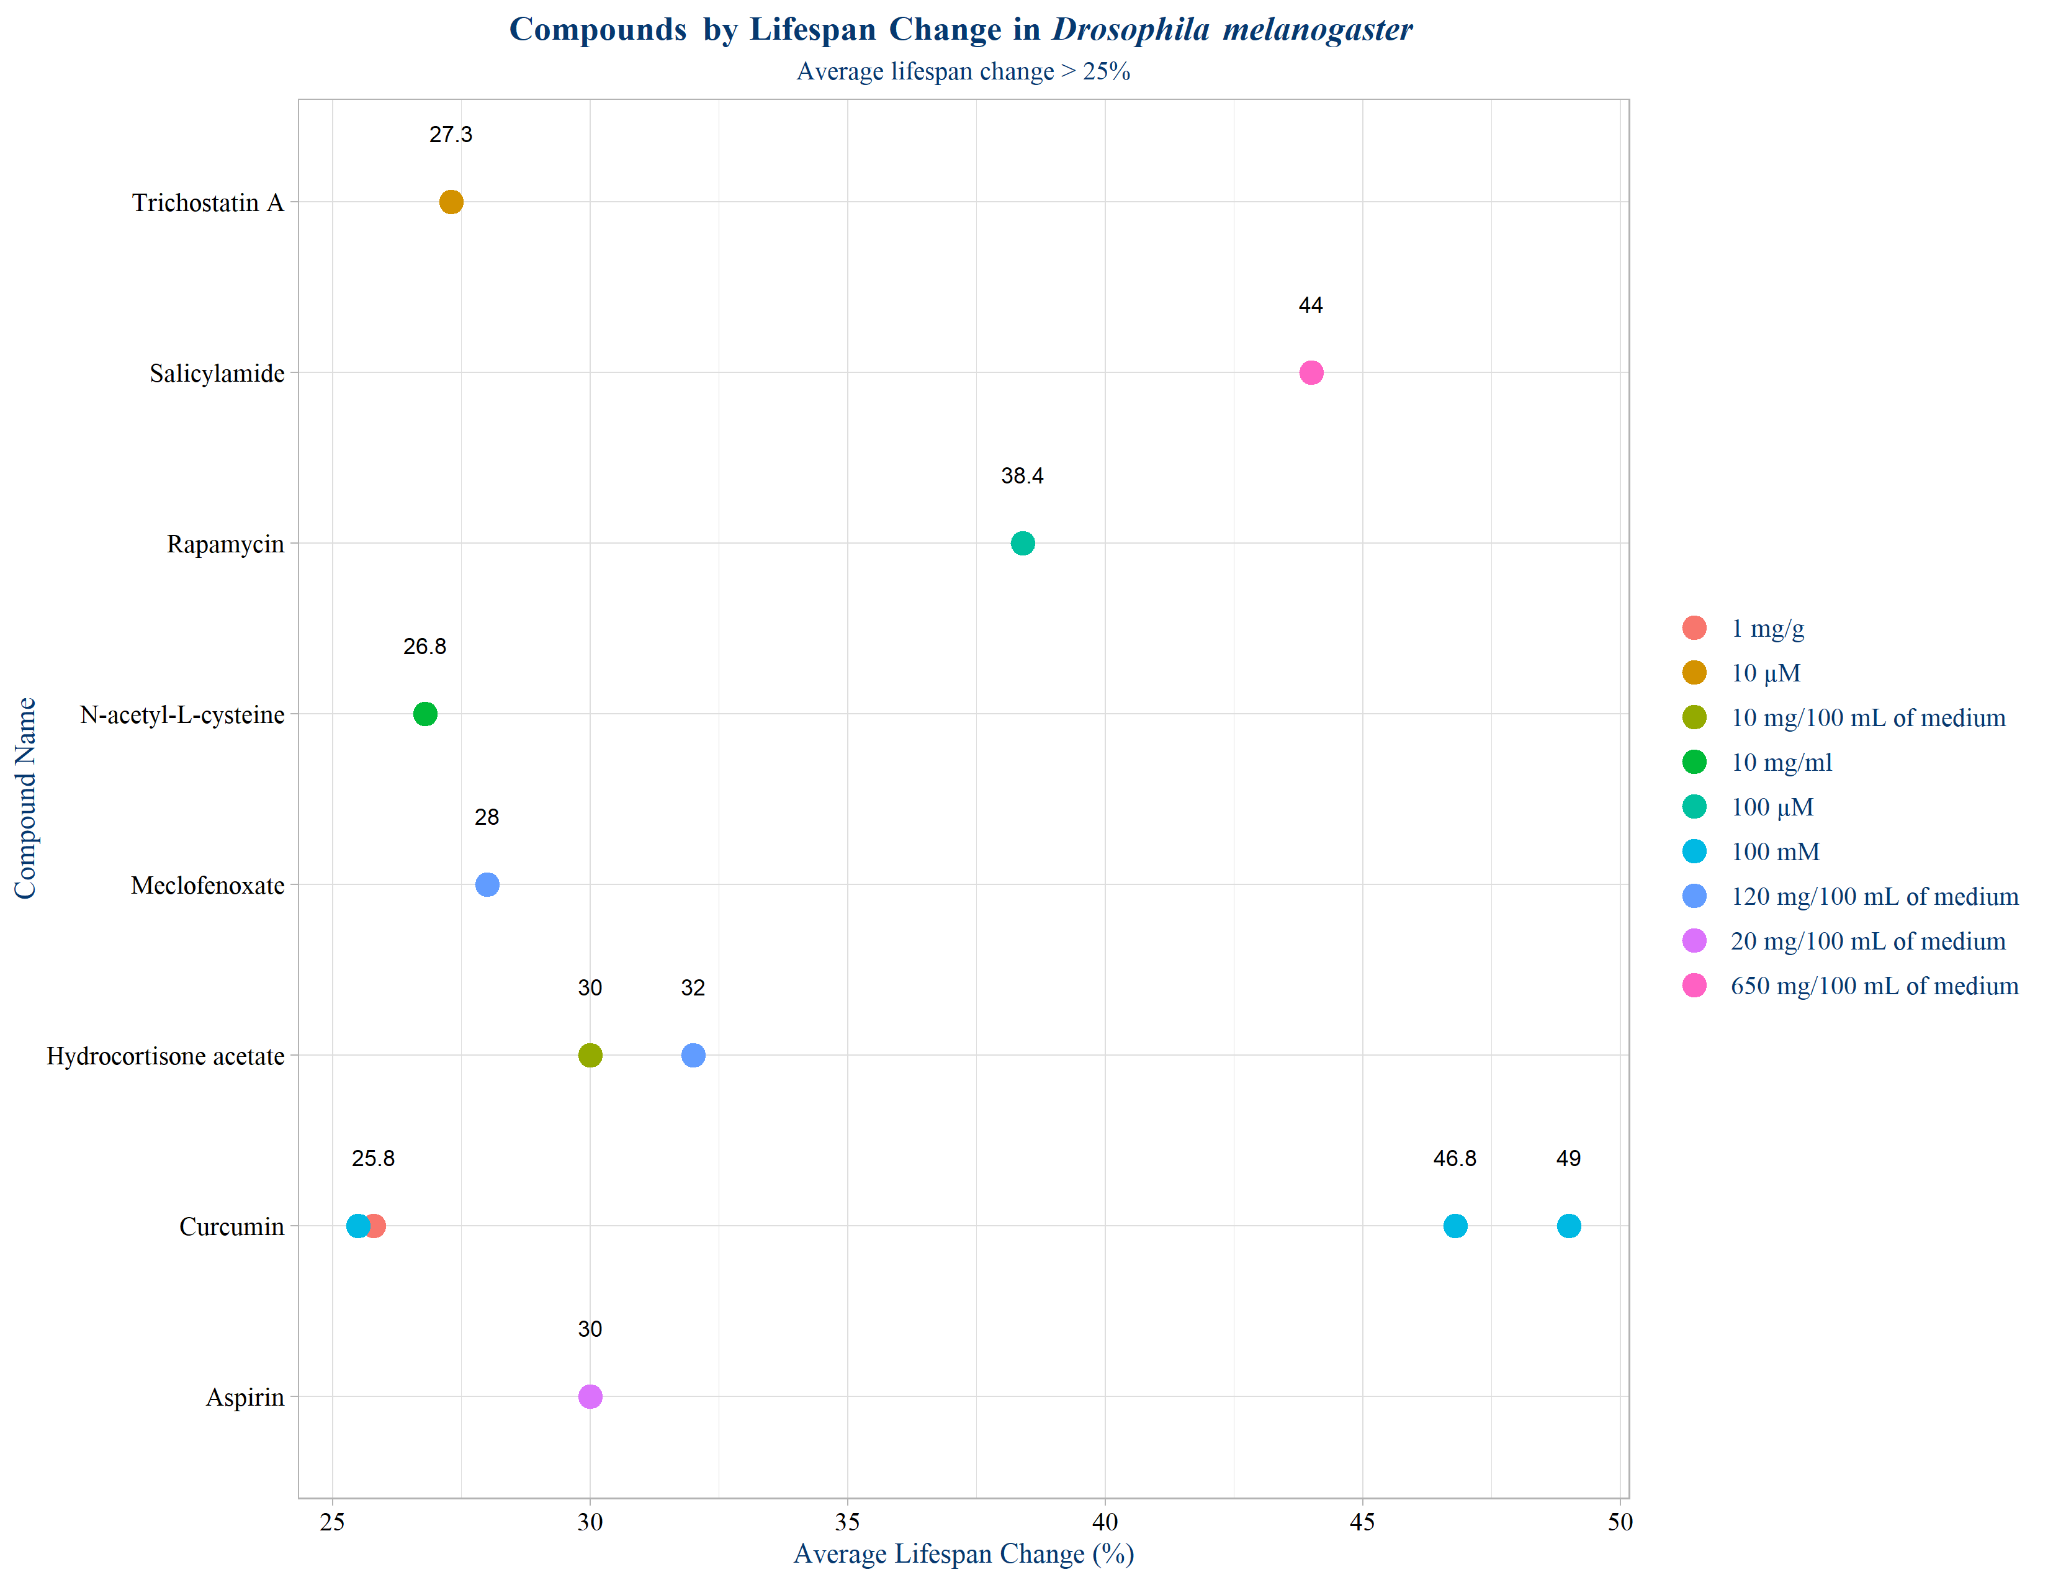 Compounds by Lifespan Change in Drosophila melanogaster
Average lifespan change > 25%
Compound Name
27.3
Trichostatin A
44
Salicylamide
38.4
Rapamycin
26.8
N-acetyl-L-cysteine
28
Meclofenoxate
30 32
Hydrocortisone acetate
25.8 46.8 49
Curcumin
30
Aspirin
25 30 35 40 45 50
Average Lifespan Change (%)
1 mg/g
10 µM
10 mg/100 mL of medium
10 mg/ml
100 µM
100 mM
120 mg/100 mL of medium
20 mg/100 mL of medium
650 mg/100 mL of medium